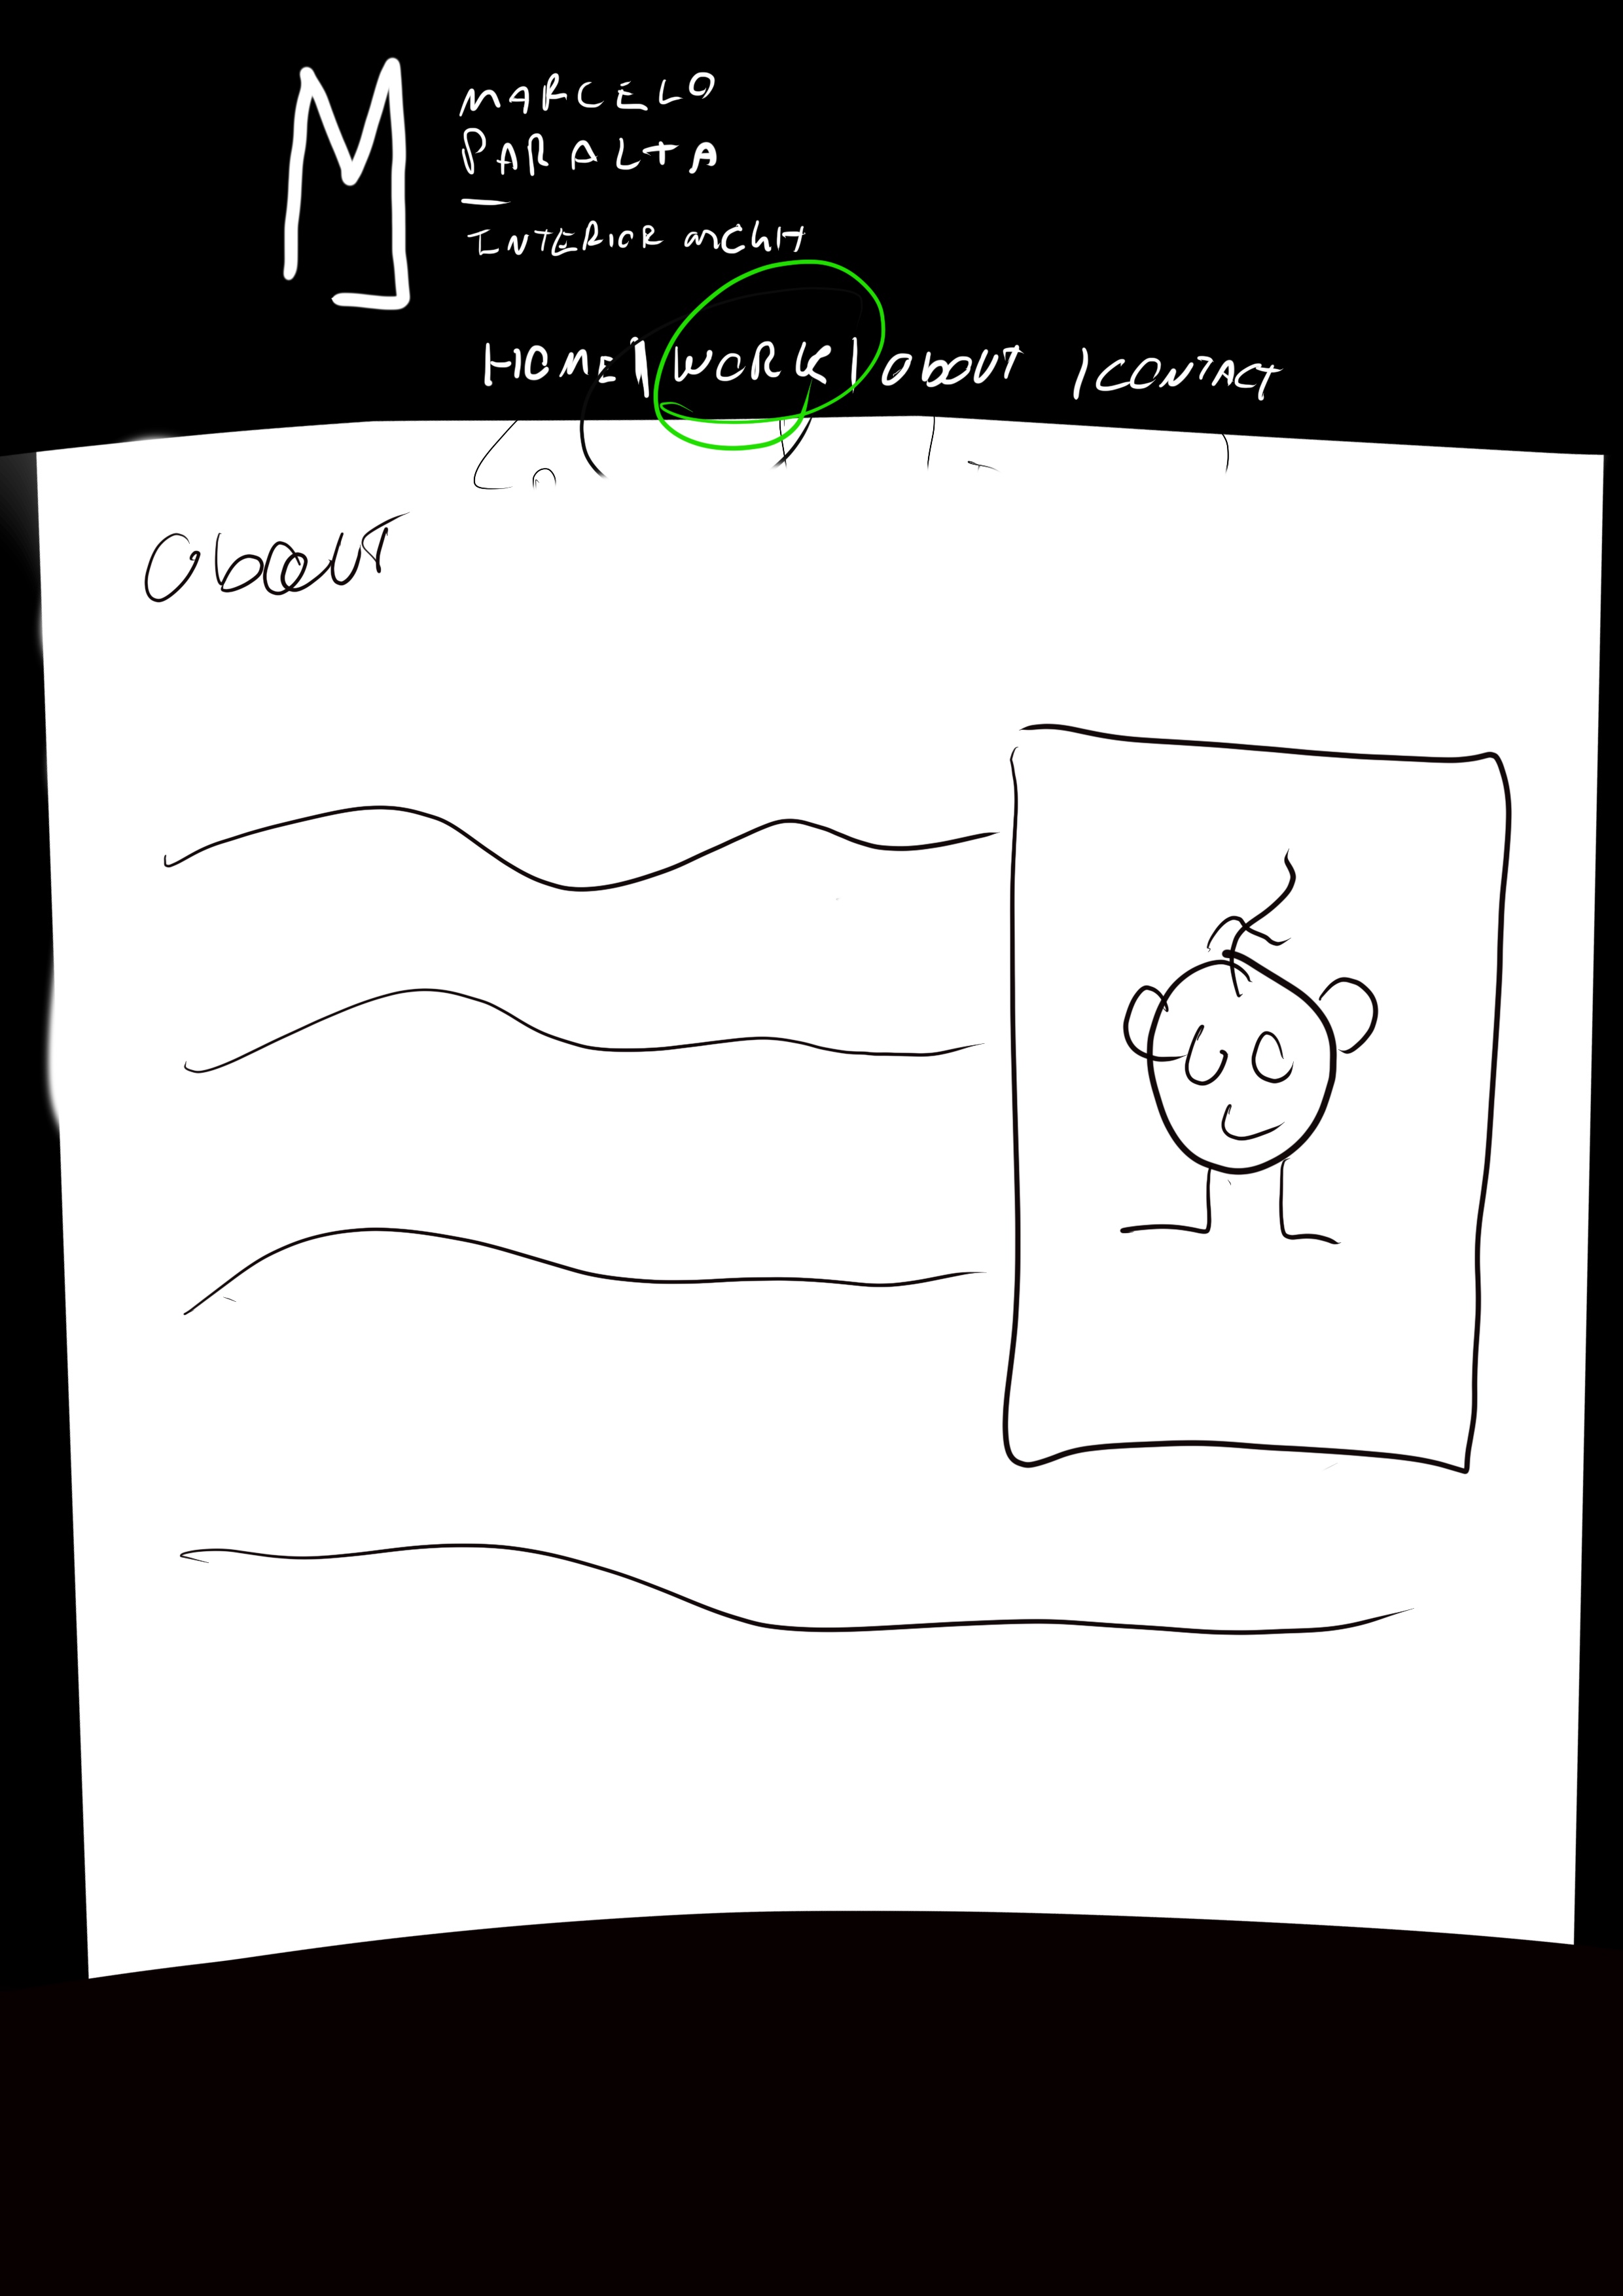 M
MARCELO
PARALTA
INTERIOR ARCHIT
HOME | WORK | ABOUT | CONTACT
About